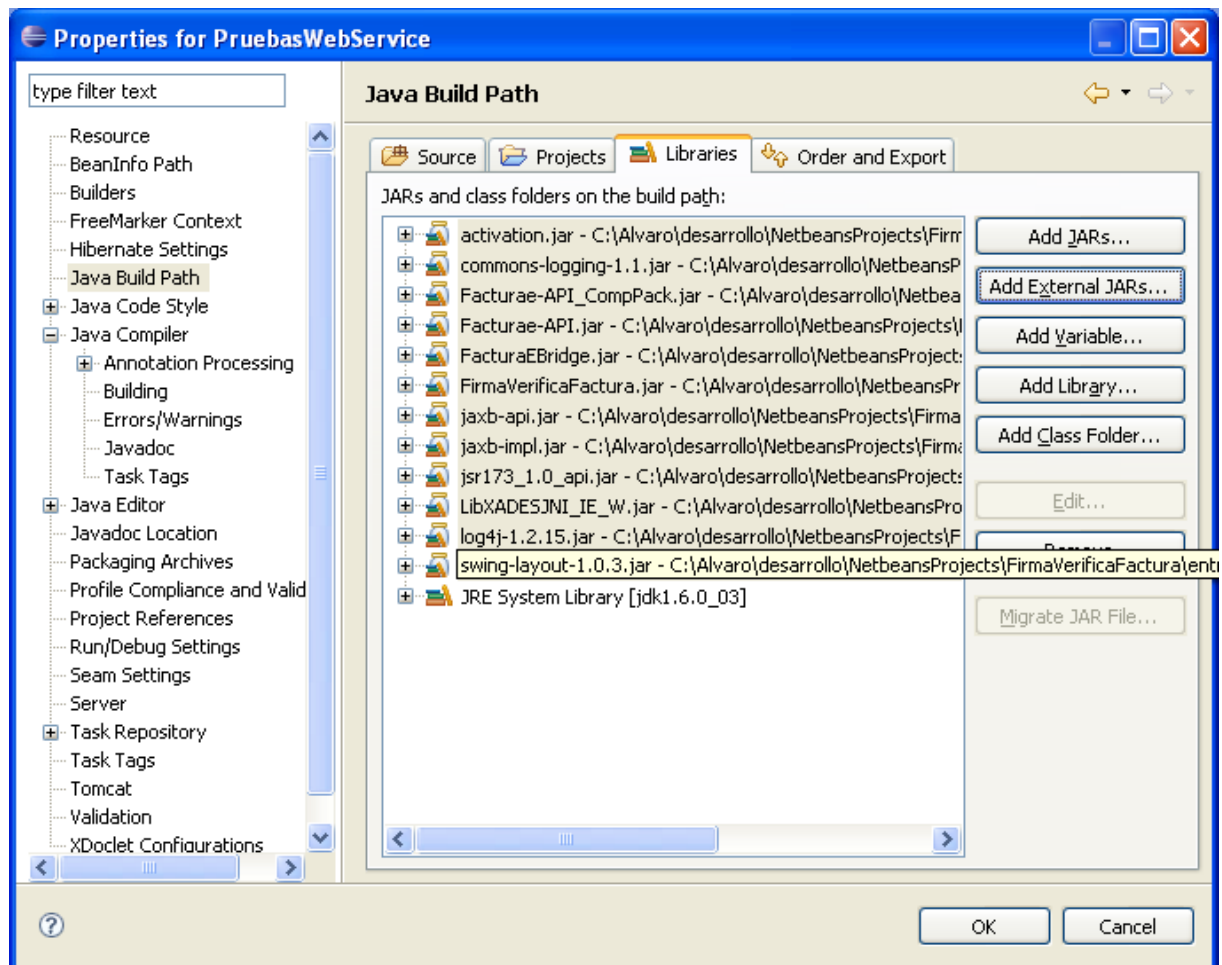 Properties for PruebasWebService
type filter text
Resource
BeanInfo Path
Builders
FreeMarker Context
Hibernate Settings
Java Build Path
Java Code Style
Java Compiler
Annotation Processing
Building
Errors/Warnings
Javadoc
Task Tags
Java Editor
Javadoc Location
Packaging Archives
Profile Compliance and Valid
Project References
Run/Debug Settings
Seam Settings
Server
Task Repository
Task Tags
Tomcat
Validation
XDoclet Configurations
Java Build Path
Source Projects Libraries Order and Export
JARs and class folders on the build path:
activation.jar - C:\Alvaro\desarrollo\NetbeansProjects\Firm
commons-logging-1.1.jar - C:\Alvaro\desarrollo\NetbeansP
Facturae-API_CompPack.jar - C:\Alvaro\desarrollo\Netbea
Facturae-API.jar - C:\Alvaro\desarrollo\NetbeansProjects\
FacturaEBridge.jar - C:\Alvaro\desarrollo\NetbeansProject
FirmaVerificaFactura.jar - C:\Alvaro\desarrollo\NetbeansPr
jaxb-api.jar - C:\Alvaro\desarrollo\NetbeansProjects\Firma
jaxb-impl.jar - C:\Alvaro\desarrollo\NetbeansProjects\Firm
jsr173_1.0_api.jar - C:\Alvaro\desarrollo\NetbeansProjects
LibXADESJNI_IE_W.jar - C:\Alvaro\desarrollo\NetbeansPro
log4j-1.2.15.jar - C:\Alvaro\desarrollo\NetbeansProjects\F
swing-layout-1.0.3.jar - C:\Alvaro\desarrollo\NetbeansProjects\FirmaVerificaFactura\entr
JRE System Library [jdk1.6.0_03]
Add JARs...
Add External JARs...
Add Variable...
Add Library...
Add Class Folder...
Edit...
Migrate JAR File...
OK
Cancel